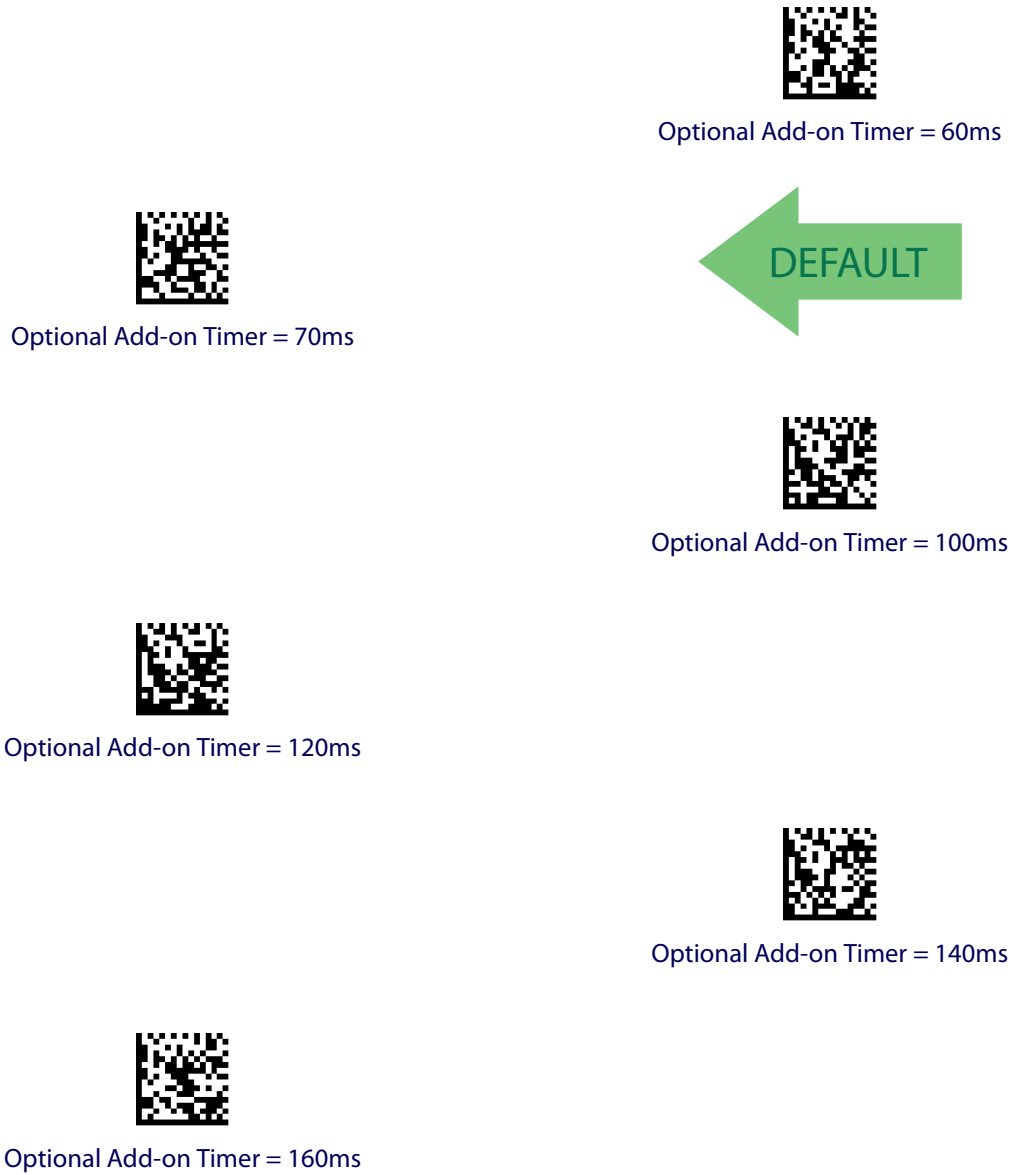 Optional Add-on Timer = 60ms
DEFAULT
Optional Add-on Timer = 70ms
Optional Add-on Timer = 100ms
Optional Add-on Timer = 120ms
Optional Add-on Timer = 140ms
Optional Add-on Timer = 160ms